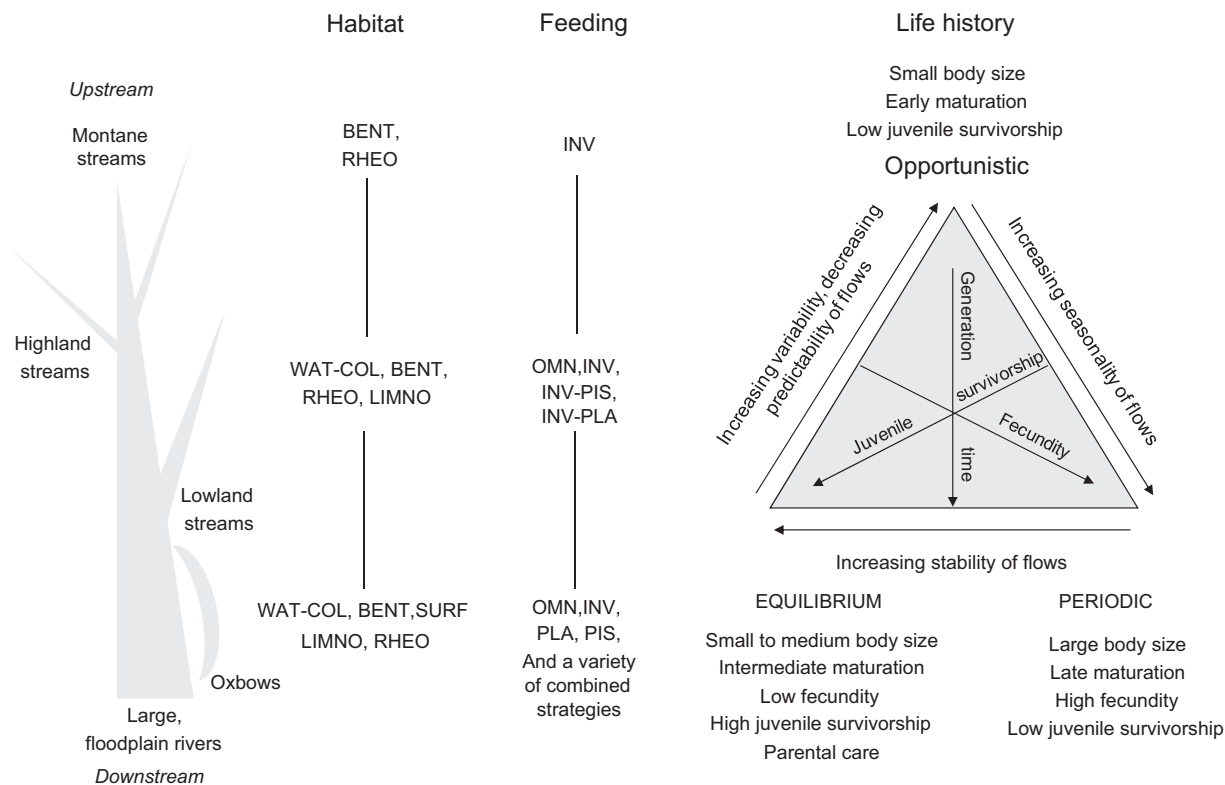 Habitat
Feeding
Life history
Upstream
Montane
streams
Highland
streams
Lowland
streams
Oxbows
Large,
floodplain rivers
Downstream
BENT,
RHEO
WAT-COL, BENT,
RHEO, LIMNO
WAT-COL, BENT,SURF
LIMNO, RHEO
INV
OMN,INV,
INV-PIS,
INV-PLA
OMN,INV,
PLA, PIS,
And a variety
of combined
strategies
Small body size
Early maturation
Low juvenile survivorship
Opportunistic
Increasing variability, decreasing
predictability of flows
Increasing seasonality of flows
Generation
time
Juvenile
survivorship
Fecundity
Increasing stability of flows
EQUILIBRIUM
Small to medium body size
Intermediate maturation
Low fecundity
High juvenile survivorship
Parental care
PERIODIC
Large body size
Late maturation
High fecundity
Low juvenile survivorship